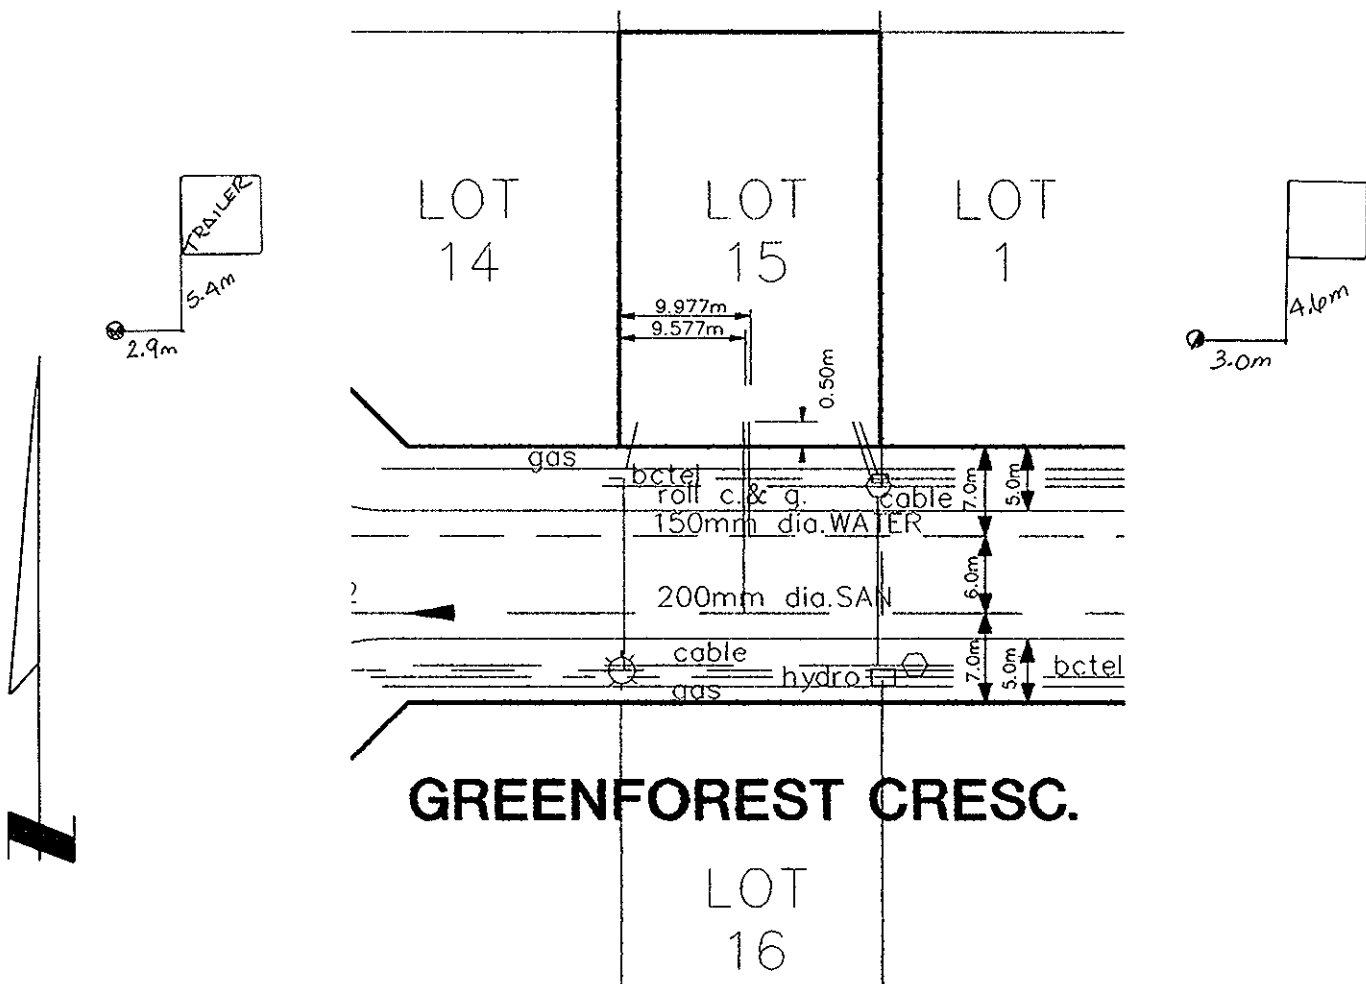 LOT
14
LOT
15
LOT
1
TRAILER
5.4m
2.9m
4.6m
3.0m
9.977m
9.577m
0.50m
gas
bctel
roll c.& g.
cable
150mm dia.WATER
7.0m
5.0m
6.0m
2
200mm dia.SAN
cable
hydro
gas
7.0m
5.0m
bctel
GREENFOREST CRESC.
LOT
16